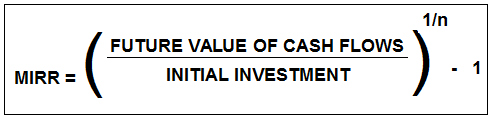 MIRR = ( FUTURE VALUE OF CASH FLOWS / INITIAL INVESTMENT ) 1/n - 1